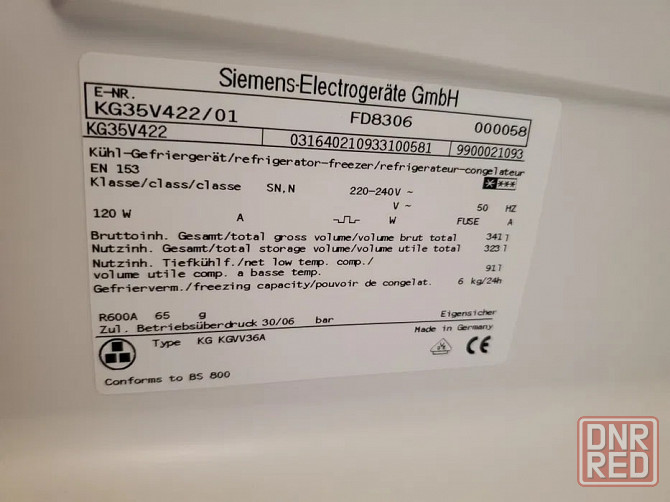 Siemens-Electrogeräte GmbH
E-NR.
KG35V422/01 FD8306 000058
KG35V422 031640210933100581 9900021093
Kühl-Gefriergerät/refrigerator-freezer/refrigerateur-congelateur
EN 153 ****
Klasse/class/classe SN,N 220-240V ~
V ~ 50 HZ
120 W A W FUSE A
Bruttoinh. Gesamt/total gross volume/volume brut total 341 l
Nutzinh. Gesamt/total storage volume/volume utile total 323 l
Nutzinh. Tiefkühlf./net low temp. comp./
volume utile comp. a basse temp. 91 l
Gefrierverm./freezing capacity/pouvoir de congelat. 6 kg/24h
R600A 65 g Eigensicher
Zul. Betriebsüberdruck 30/06 bar Made in Germany
Type KG KGVV36A CE
Conforms to BS 800
DNR
RED